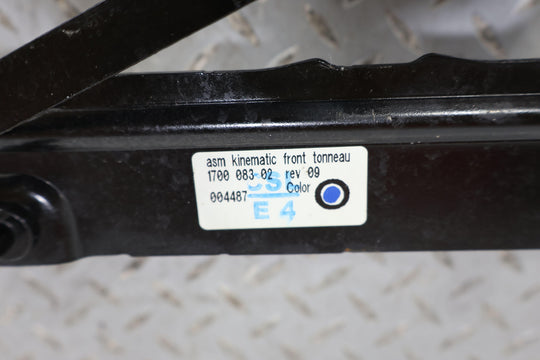 asm kinematic front tonneau
1700 083 02 rev 09
Color
004487
E 4